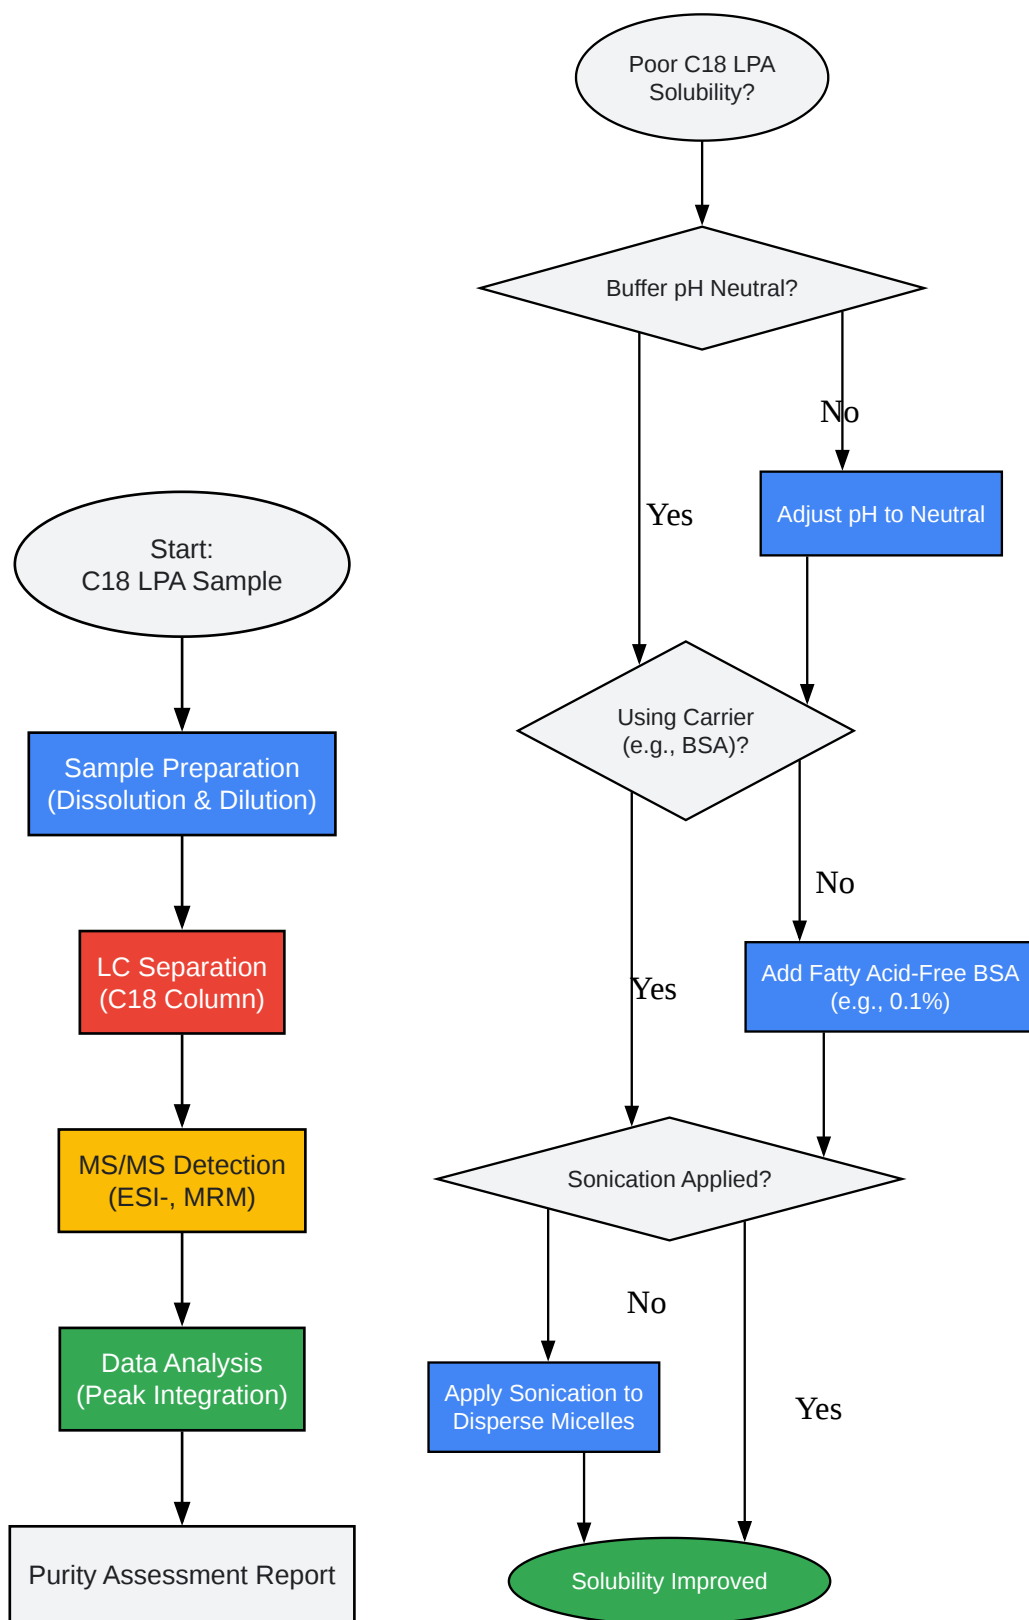 Start:
C18 LPA Sample
Sample Preparation
(Dissolution & Dilution)
LC Separation
(C18 Column)
MS/MS Detection
(ESI-, MRM)
Data Analysis
(Peak Integration)
Purity Assessment Report
Poor C18 LPA
Solubility?
Buffer pH Neutral?
No
Yes
Adjust pH to Neutral
Using Carrier
(e.g., BSA)?
No
Yes
Add Fatty Acid-Free BSA
(e.g., 0.1%)
Sonication Applied?
No
Yes
Apply Sonication to
Disperse Micelles
Solubility Improved